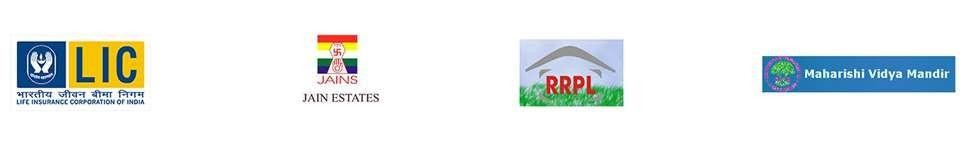 LIC
भारतीय जीवन बीमा निगम
LIFE INSURANCE CORPORATION OF INDIA
JAINS
JAIN ESTATES
RRPL
Maharishi Vidya Mandir